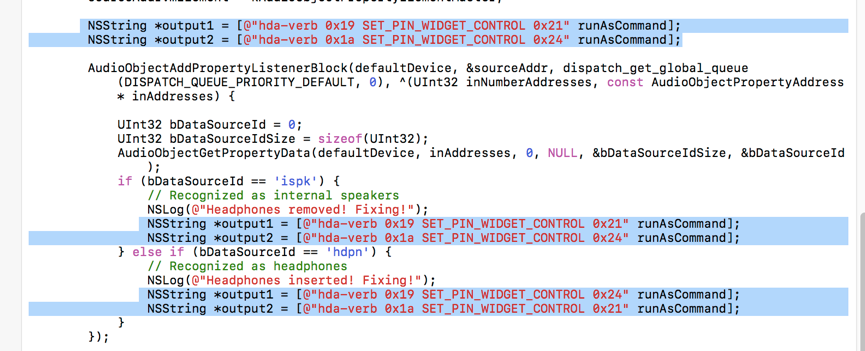 NSString *output1 = [@"hda-verb 0x19 SET_PIN_WIDGET_CONTROL 0x21" runAsCommand];
NSString *output2 = [@"hda-verb 0x1a SET_PIN_WIDGET_CONTROL 0x24" runAsCommand];
AudioObjectAddPropertyListenerBlock(defaultDevice, &sourceAddr, dispatch_get_global_queue
(DISPATCH_QUEUE_PRIORITY_DEFAULT, 0), ^(UInt32 inNumberAddresses, const AudioObjectPropertyAddress
* inAddresses) {
UInt32 bDataSourceId = 0;
UInt32 bDataSourceIdSize = sizeof(UInt32);
AudioObjectGetPropertyData(defaultDevice, inAddresses, 0, NULL, &bDataSourceIdSize, &bDataSourceId
);
if (bDataSourceId == 'ispk') {
// Recognized as internal speakers
NSLog(@"Headphones removed! Fixing!");
NSString *output1 = [@"hda-verb 0x19 SET_PIN_WIDGET_CONTROL 0x21" runAsCommand];
NSString *output2 = [@"hda-verb 0x1a SET_PIN_WIDGET_CONTROL 0x24" runAsCommand];
} else if (bDataSourceId == 'hdpn') {
// Recognized as headphones
NSLog(@"Headphones inserted! Fixing!");
NSString *output1 = [@"hda-verb 0x19 SET_PIN_WIDGET_CONTROL 0x24" runAsCommand];
NSString *output2 = [@"hda-verb 0x1a SET_PIN_WIDGET_CONTROL 0x21" runAsCommand];
}
});